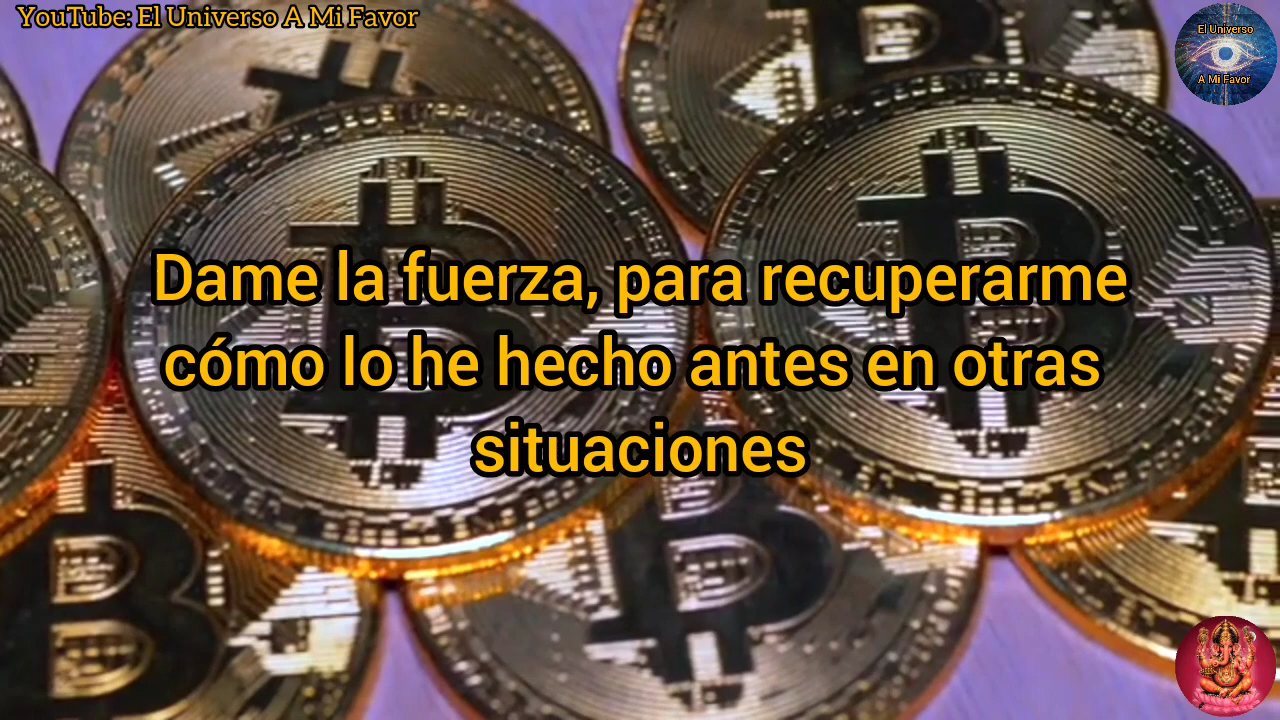 YouTube: El Universo A Mi Favor
El Universo
A Mi Favor
Dame la fuerza, para recuperarme
cómo lo he hecho antes en otras
situaciones